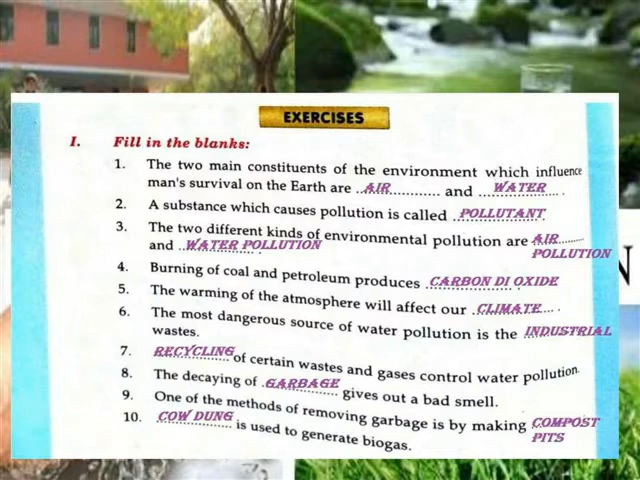 EXERCISES
I. Fill in the blanks:
1. The two main constituents of the environment which influence
man's survival on the Earth are ..AIR.............. and ....WATER.... .
2. A substance which causes pollution is called ..POLLUTANT..
3. The two different kinds of environmental pollution are AIR
POLLUTION
and ..WATER POLLUTION .
4. Burning of coal and petroleum produces CARBON DI OXIDE
5. The warming of the atmosphere will affect our .CLIMATE.... .
6. The most dangerous source of water pollution is the INDUSTRIAL
wastes.
7. RECYCLING of certain wastes and gases control water pollution.
8. The decaying of .GARBAGE gives out a bad smell.
9. One of the methods of removing garbage is by making COMPOST
PITS
10. COW DUNG is used to generate biogas.
N